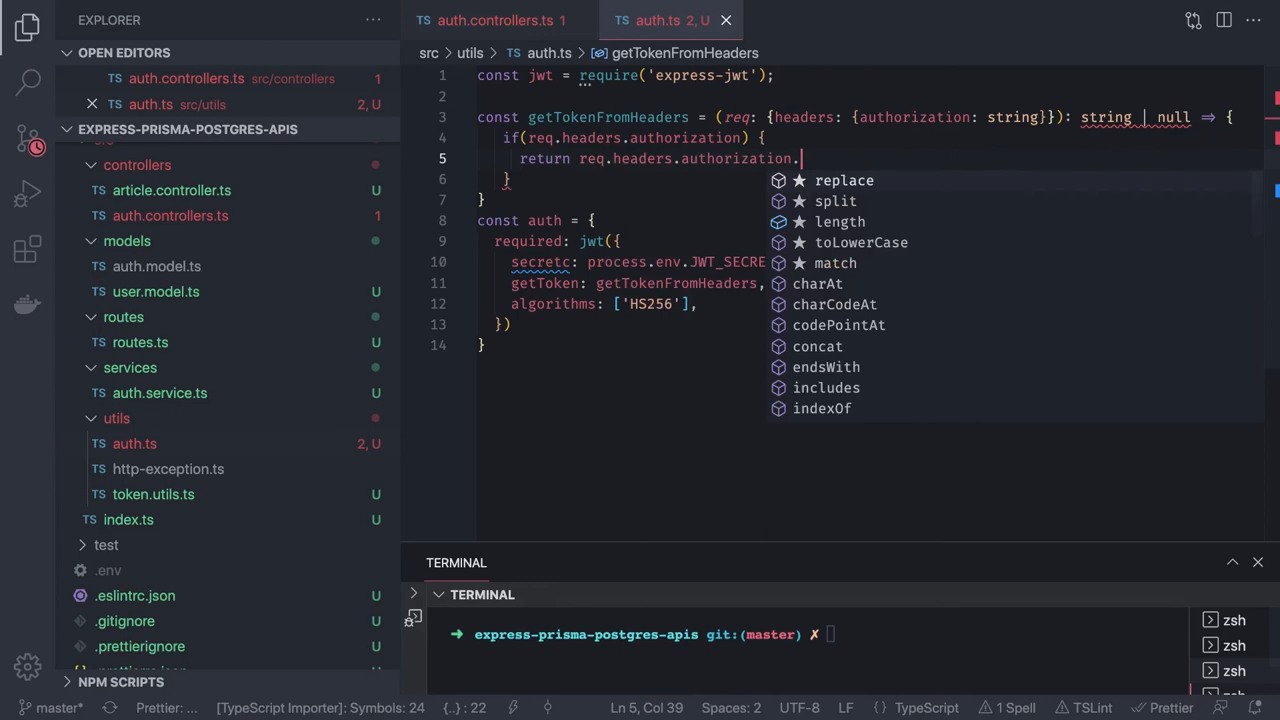 EXPLORER
OPEN EDITORS
auth.controllers.ts src/controllers 1
auth.ts src/utils 2, U
EXPRESS-PRISMA-POSTGRES-APIS
controllers
article.controller.ts U
auth.controllers.ts 1
models
auth.model.ts
user.model.ts U
routes
routes.ts U
services
auth.service.ts U
utils
auth.ts 2, U
http-exception.ts
token.utils.ts U
index.ts U
test
.env
.eslintrc.json U
.gitignore U
.prettierignore U
NPM SCRIPTS
TS auth.controllers.ts 1
TS auth.ts 2, U
src > utils > TS auth.ts > getTokenFromHeaders
1 const jwt = require('express-jwt');
2
3 const getTokenFromHeaders = (req: {headers: {authorization: string}}): string | null => {
4 if(req.headers.authorization) {
5 return req.headers.authorization.
6 }
7 }
8 const auth = {
9 required: jwt({
10 secretc: process.env.JWT_SECRE
11 getToken: getTokenFromHeaders,
12 algorithms: ['HS256'],
13 })
14 }
replace
split
length
toLowerCase
match
charAt
charCodeAt
codePointAt
concat
endsWith
includes
indexOf
TERMINAL
TERMINAL
➜ express-prisma-postgres-apis git:(master) ✗
zsh
zsh
zsh
master* Prettier: ... [TypeScript Importer]: Symbols: 24 {..} : 22 Ln 5, Col 39 Spaces: 2 UTF-8 LF {} TypeScript 1 Spell TSLint Prettier